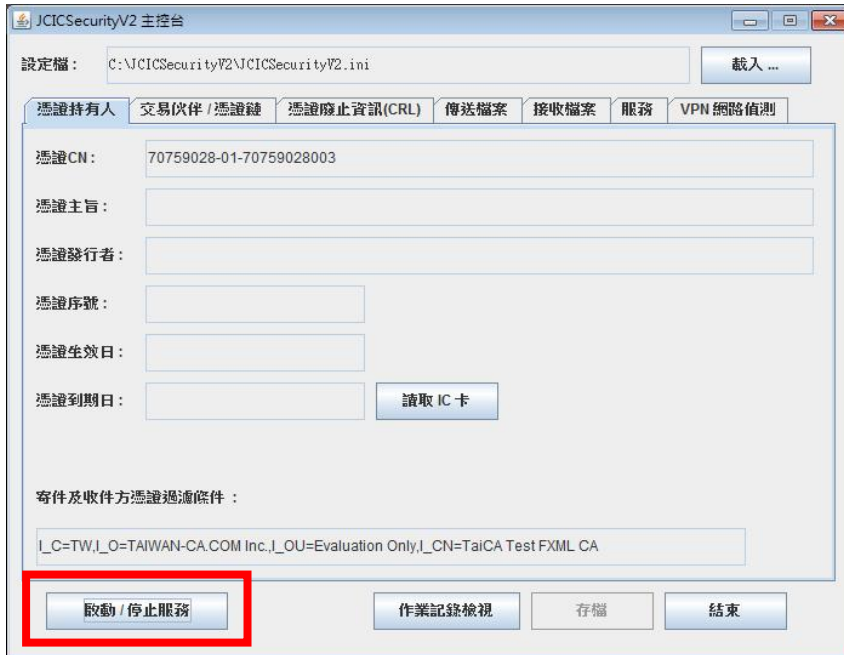 JCICSecurityV2 主控台
設定檔： C:\JCICSecurityV2\JCICSecurityV2.ini 載入 ...
憑證持有人 交易伙伴 / 憑證鏈 憑證廢止資訊(CRL) 傳送檔案 接收檔案 服務 VPN 網路偵測
憑證CN： 70759028-01-70759028003
憑證主旨：
憑證發行者：
憑證序號：
憑證生效日：
憑證到期日： 讀取 IC 卡
寄件及收件方憑證過濾條件 ：
I_C=TW,I_O=TAIWAN-CA.COM Inc.,I_OU=Evaluation Only,I_CN=TaiCA Test FXML CA
啟動 / 停止服務 作業記錄檢視 存檔 結束